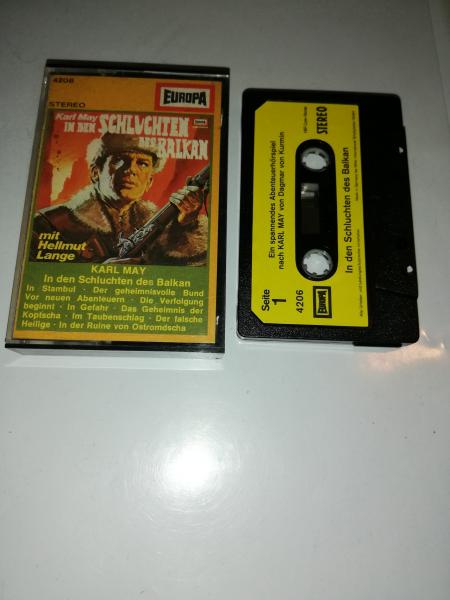 4206
EUROPA
STEREO
Karl May
IN DEN
SCHLUCHTEN
DES BALKAN
mit
Hellmut
Lange
KARL MAY
In den Schluchten des Balkan
In Stambul · Der geheimnisvolle Bund
Vor neuen Abenteuern · Die Verfolgung
beginnt · In Gefahr · Das Geheimnis der
Koptscha · Im Taubenschlag · Der falsche
Heilige · In der Ruine von Ostromdscha
Seite
1
4206
EUROPA
Ein spannendes Abenteuerhörspiel
nach KARL MAY von Dagmar von Kurmin
STEREO
In den Schluchten des Balkan